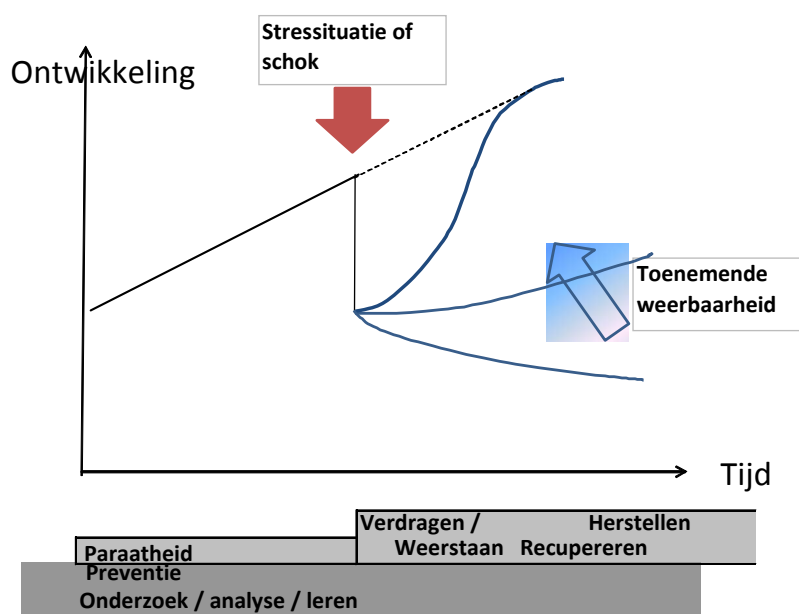 Stressituatie of
schok
Ontwikkeling
Toenemende
weerbaarheid
Tijd
Verdragen / Herstellen
Weerstaan Recupereren
Paraatheid
Preventie
Onderzoek / analyse / leren